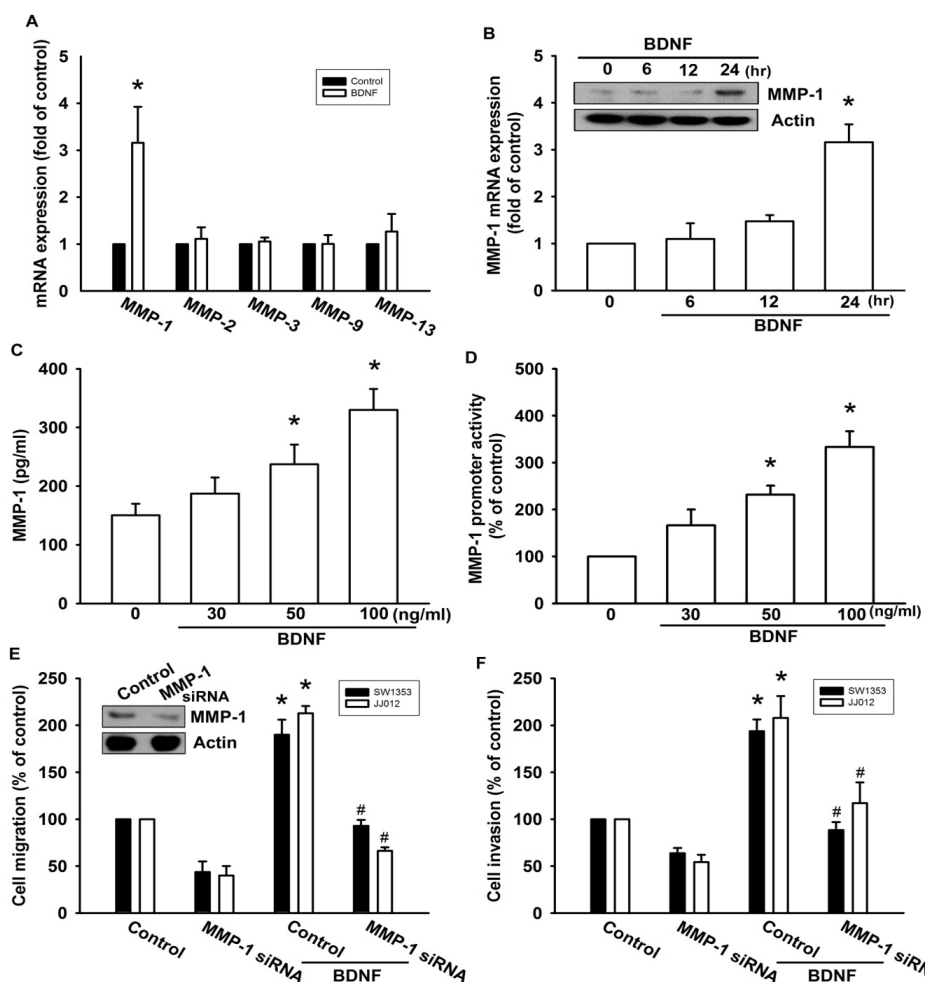 A
mRNA expression (fold of control)
5
4
3
2
1
0
*
Control
BDNF
MMP-1
MMP-2
MMP-3
MMP-9
MMP-13
B
MMP-1 mRNA expression
(fold of control)
5
4
3
2
1
0
BDNF
0 6 12 24 (hr)
MMP-1
Actin
*
0 6 12 24 (hr)
BDNF
C
MMP-1 (pg/ml)
400
300
200
100
0
* *
0 30 50 100 (ng/ml)
BDNF
D
MMP-1 promoter activity
(% of control)
500
400
300
200
100
0
* *
0 30 50 100 (ng/ml)
BDNF
E
Cell migration (% of control)
250
200
150
100
50
0
Control
MMP-1
siRNA
MMP-1
Actin
SW1353
JJ012
* *
# #
Control
MMP-1 siRNA
Control
MMP-1 siRNA
BDNF
F
Cell invasion (% of control)
250
200
150
100
50
0
SW1353
JJ012
* *
# #
Control
MMP-1 siRNA
Control
MMP-1 siRN
BDNF